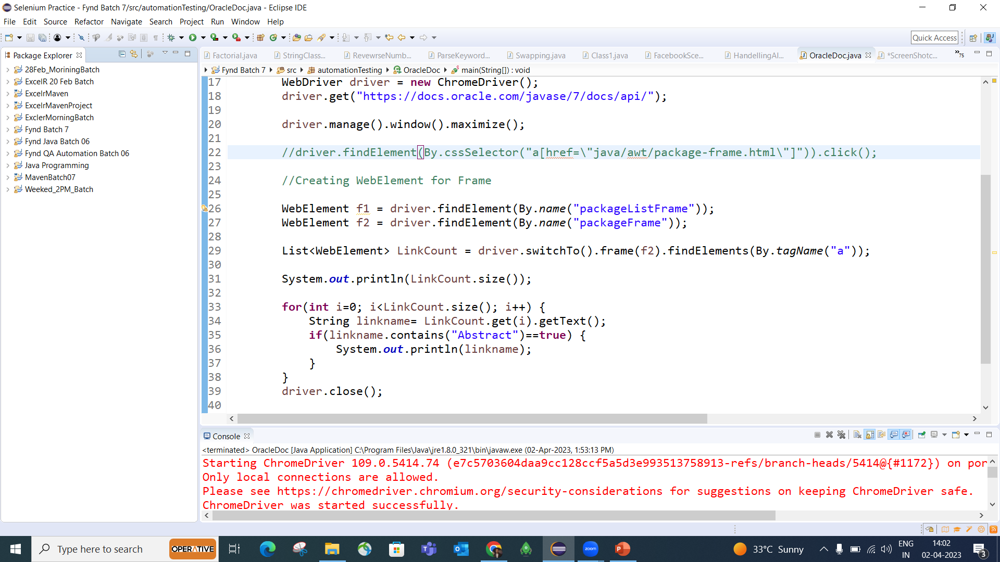 Selenium Practice - Fynd Batch 7/src/automationTesting/OracleDoc.java - Eclipse IDE
File Edit Source Refactor Navigate Search Project Run Window Help
Quick Access
Package Explorer
28Feb_MoriningBatch
ExcelR 20 Feb Batch
ExcelrMaven
ExcelrMavenProject
ExclerMorningBatch
Fynd Batch 7
Fynd Java Batch 06
Fynd QA Automation Batch 06
Java Programming
MavenBatch07
Weeked_2PM_Batch
Factorial.java StringClass... RevewrseNumb... ParseKeyword... Swapping.java Class1.java FacebookSce... HandellingAl... OracleDoc.java *ScreenShotc... »75
Fynd Batch 7 src automationTesting OracleDoc main(String[]) : void
17 WebDriver driver = new ChromeDriver();
18 driver.get("https://docs.oracle.com/javase/7/docs/api/");
19
20 driver.manage().window().maximize();
21
22 //driver.findElement(By.cssSelector("a[href=\"java/awt/package-frame.html\"]")).click();
23
24 //Creating WebElement for Frame
25
26 WebElement f1 = driver.findElement(By.name("packageListFrame"));
27 WebElement f2 = driver.findElement(By.name("packageFrame"));
28
29 List<WebElement> LinkCount = driver.switchTo().frame(f2).findElements(By.tagName("a"));
30
31 System.out.println(LinkCount.size());
32
33 for(int i=0; i<LinkCount.size(); i++) {
34 String linkname= LinkCount.get(i).getText();
35 if(linkname.contains("Abstract")==true) {
36 System.out.println(linkname);
37 }
38 }
39 driver.close();
40
Console
<terminated> OracleDoc [Java Application] C:\Program Files\Java\jre1.8.0_321\bin\javaw.exe (02-Apr-2023, 1:53:13 PM)
Starting ChromeDriver 109.0.5414.74 (e7c5703604daa9cc128ccf5a5d3e993513758913-refs/branch-heads/5414@{#1172}) on por
Only local connections are allowed.
Please see https://chromedriver.chromium.org/security-considerations for suggestions on keeping ChromeDriver safe.
ChromeDriver was started successfully.
Type here to search
OPERATIVE
zoom
33°C Sunny
ENG
IN
14:02
02-04-2023
3